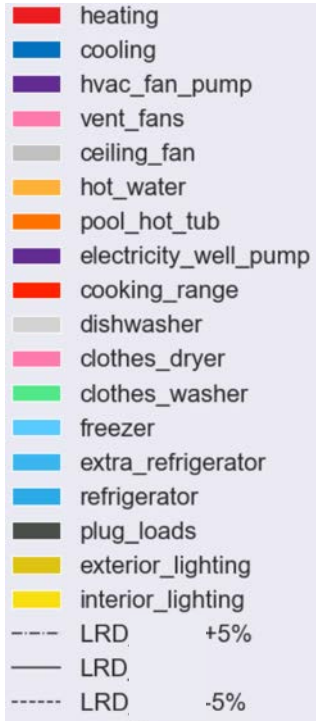 heating
cooling
hvac_fan_pump
vent_fans
ceiling_fan
hot_water
pool_hot_tub
electricity_well_pump
cooking_range
dishwasher
clothes_dryer
clothes_washer
freezer
extra_refrigerator
refrigerator
plug_loads
exterior_lighting
interior_lighting
LRD +5%
LRD
LRD -5%